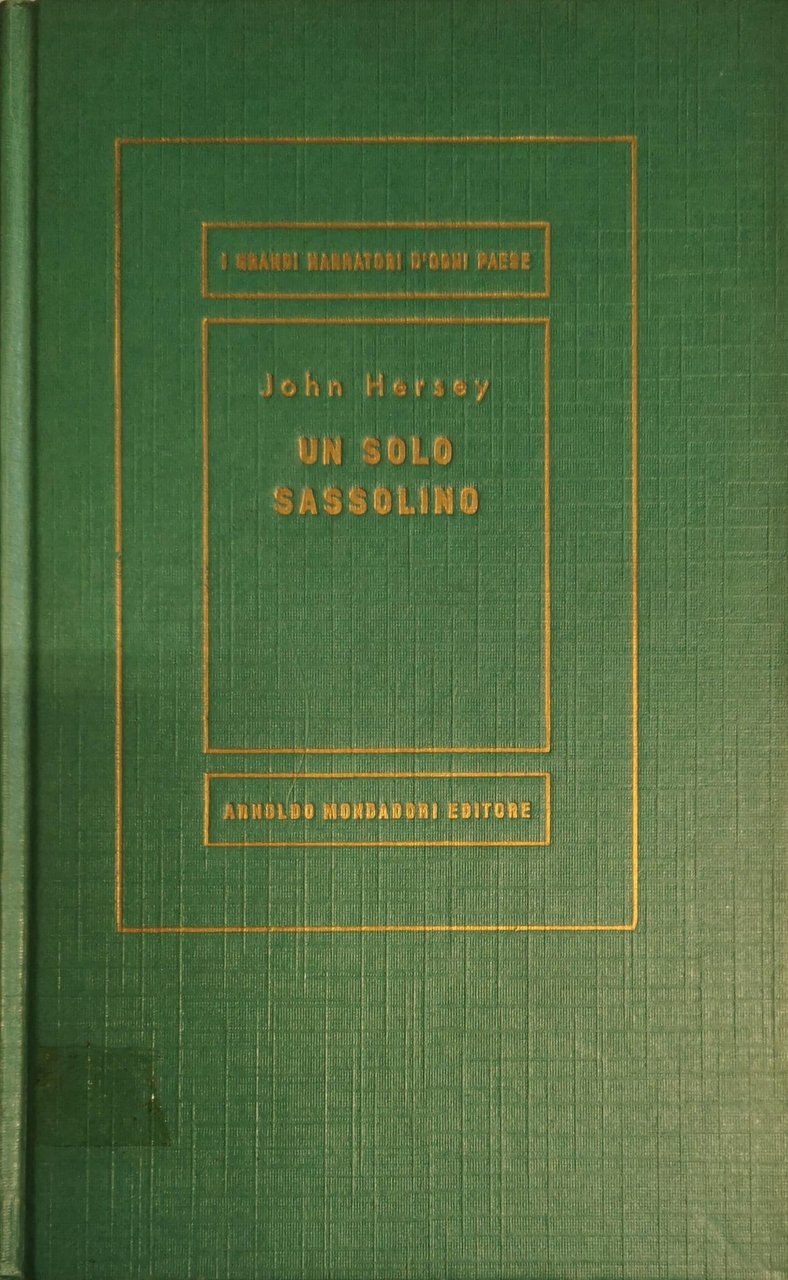 I GRANDI NARRATORI D'OGNI PAESE
John Hersey
UN SOLO
SASSOLINO
ARNOLDO MONDADORI EDITORE